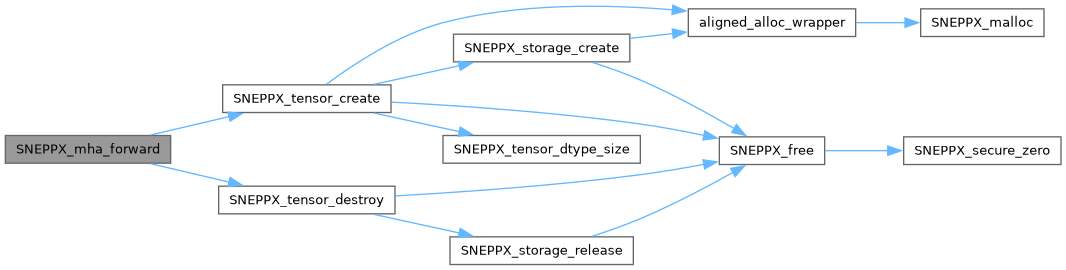 SNEPPX_mha_forward
SNEPPX_tensor_create
SNEPPX_tensor_destroy
SNEPPX_storage_create
SNEPPX_tensor_dtype_size
SNEPPX_storage_release
aligned_alloc_wrapper
SNEPPX_free
SNEPPX_malloc
SNEPPX_secure_zero